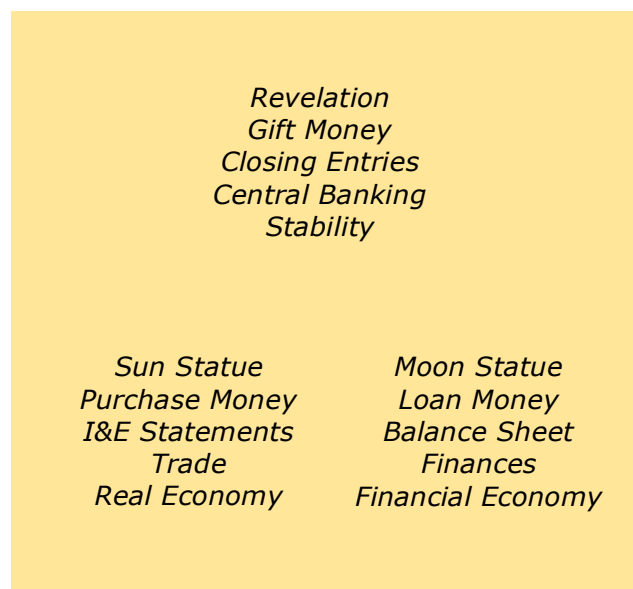 Revelation
Gift Money
Closing Entries
Central Banking
Stability
Sun Statue
Purchase Money
I&E Statements
Trade
Real Economy
Moon Statue
Loan Money
Balance Sheet
Finances
Financial Economy